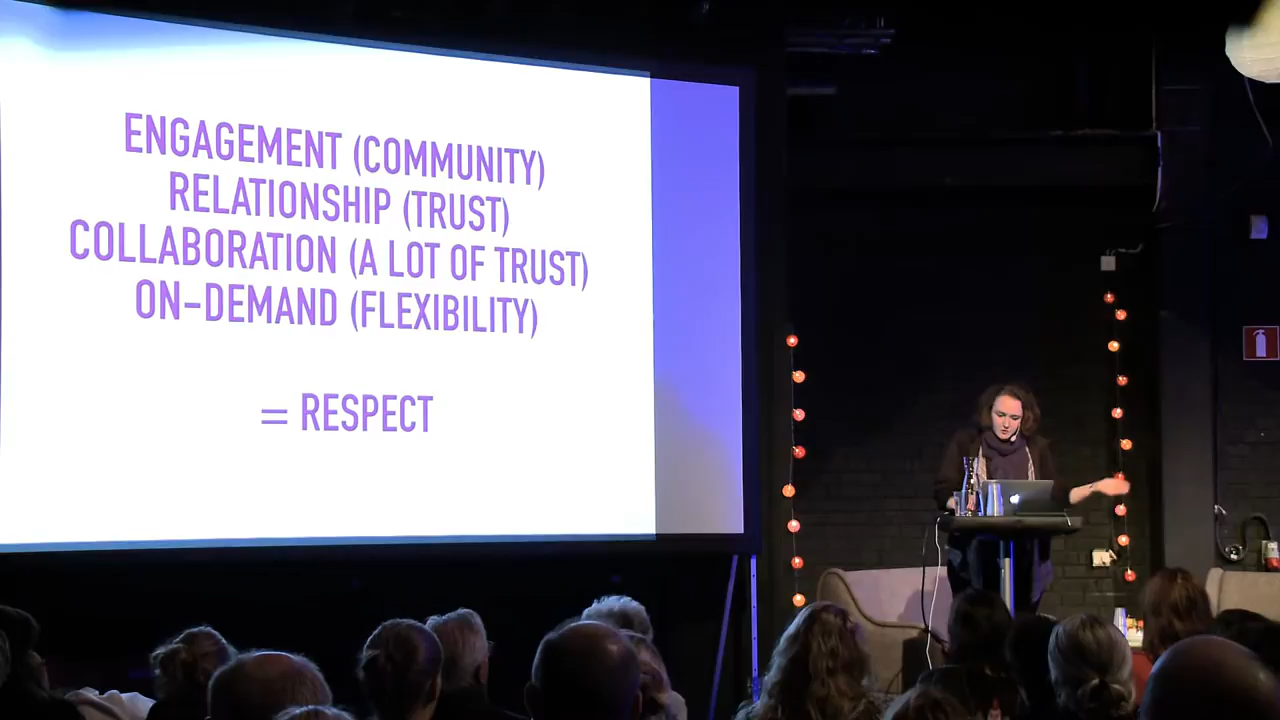 ENGAGEMENT (COMMUNITY)
RELATIONSHIP (TRUST)
COLLABORATION (A LOT OF TRUST)
ON-DEMAND (FLEXIBILITY)
= RESPECT